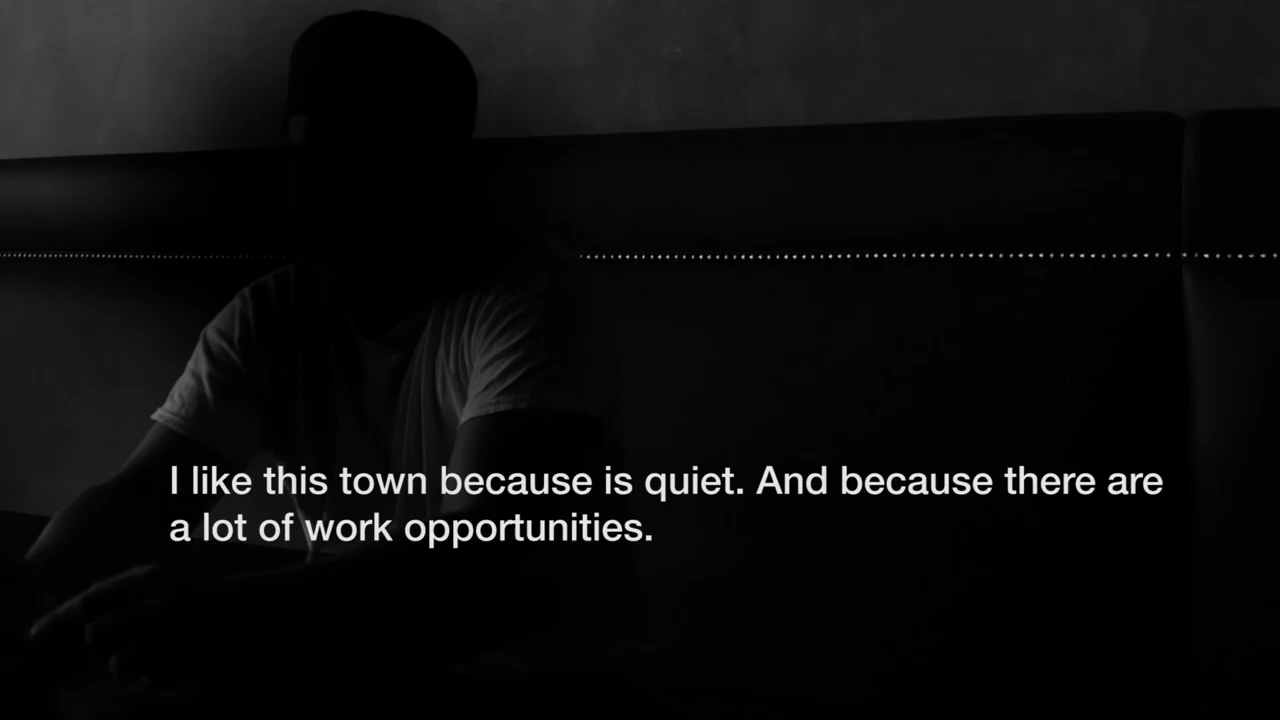 I like this town because is quiet. And because there are
a lot of work opportunities.